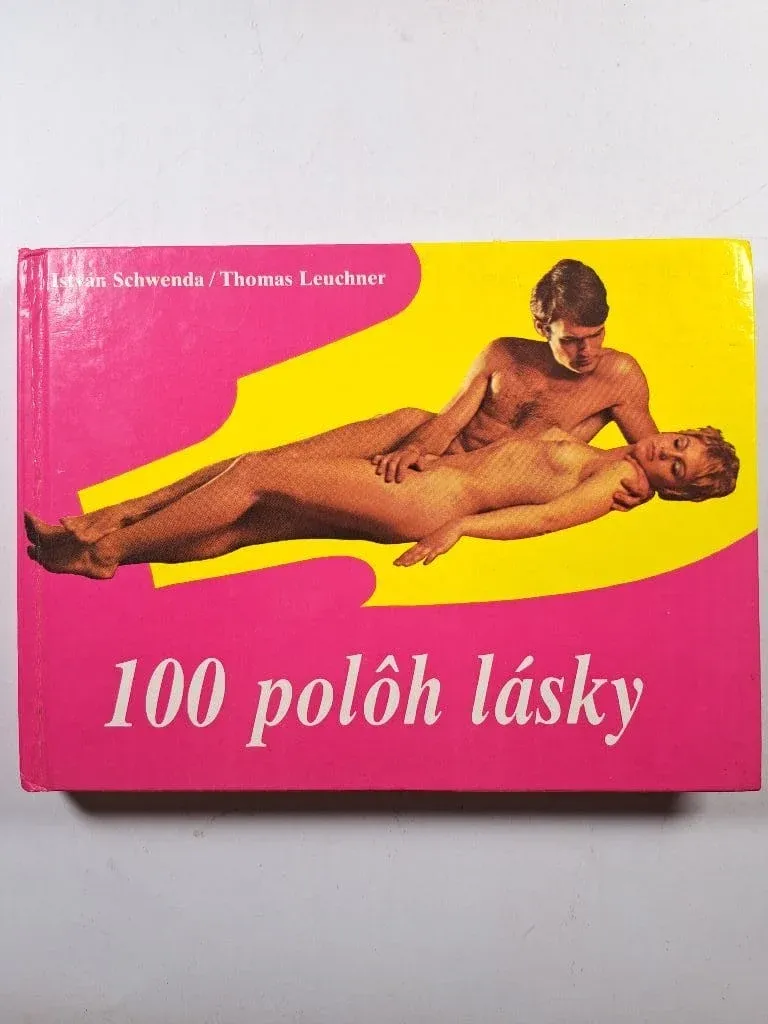 István Schwenda / Thomas Leuchner
100 polôh lásky